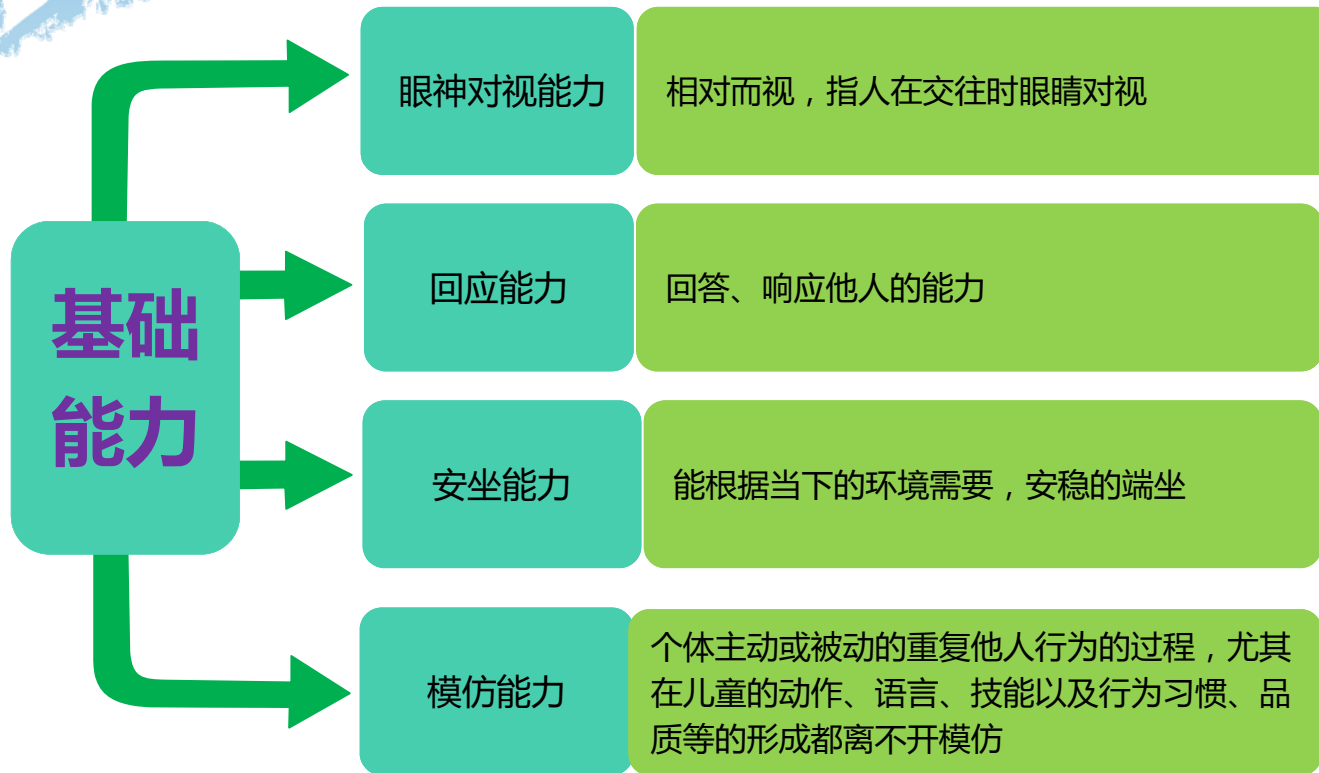 眼神对视能力
相对而视，指人在交往时眼睛对视
回应能力
回答、响应他人的能力
基础
能力
安坐能力
能根据当下的环境需要，安稳的端坐
模仿能力
个体主动或被动的重复他人行为的过程，尤其
在儿童的动作、语言、技能以及行为习惯、品
质等的形成都离不开模仿